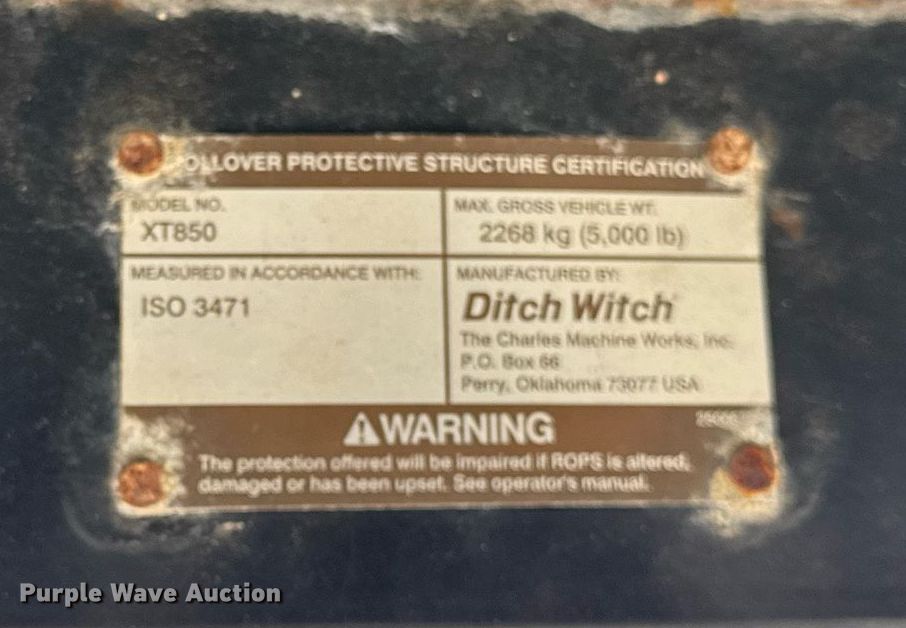 OLLOVER PROTECTIVE STRUCTURE CERTIFICATION
MODEL NO.
XT850
MAX. GROSS VEHICLE WT.
2268 kg (5,000 lb)
MEASURED IN ACCORDANCE WITH:
ISO 3471
MANUFACTURED BY:
Ditch Witch
The Charles Machine Works, Inc.
P.O. Box 66
Perry, Oklahoma 73077 USA
WARNING
The protection offered will be impaired if ROPS is altered,
damaged or has been upset. See operator's manual.
Purple Wave Auction